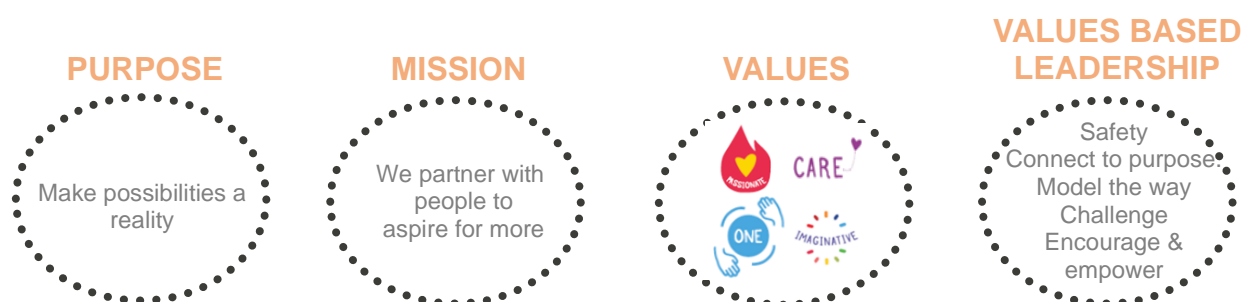 PURPOSE
Make possibilities a
reality
MISSION
We partner with
people to
aspire for more
VALUES
PASSIONATE
CARE
ONE
IMAGINATIVE
VALUES BASED
LEADERSHIP
Safety
Connect to purpose.
Model the way
Challenge
Encourage &
empower